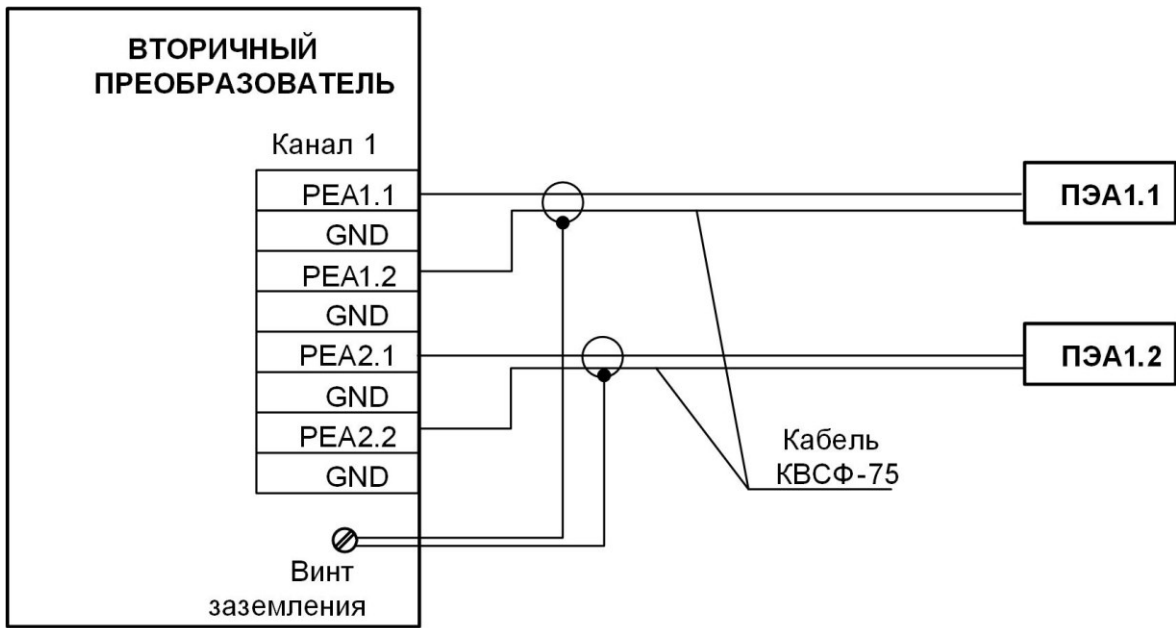 ВТОРИЧНЫЙ
ПРЕОБРАЗОВАТЕЛЬ
Канал 1
PEA1.1
GND
PEA1.2
GND
PEA2.1
GND
PEA2.2
GND
Винт
заземления
ПЭА1.1
ПЭА1.2
Кабель
КВСФ-75